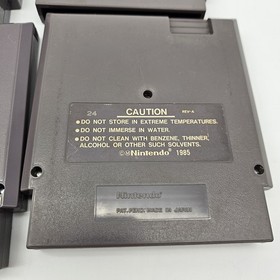 24 CAUTION REV-A
•DO NOT STORE IN EXTREME TEMPERATURES.
•DO NOT IMMERSE IN WATER.
•DO NOT CLEAN WITH BENZENE, THINNER,
ALCOHOL OR OTHER SUCH SOLVENTS.
©®Nintendo® 1985
Nintendo®
PAT. PEND. MADE IN JAPAN